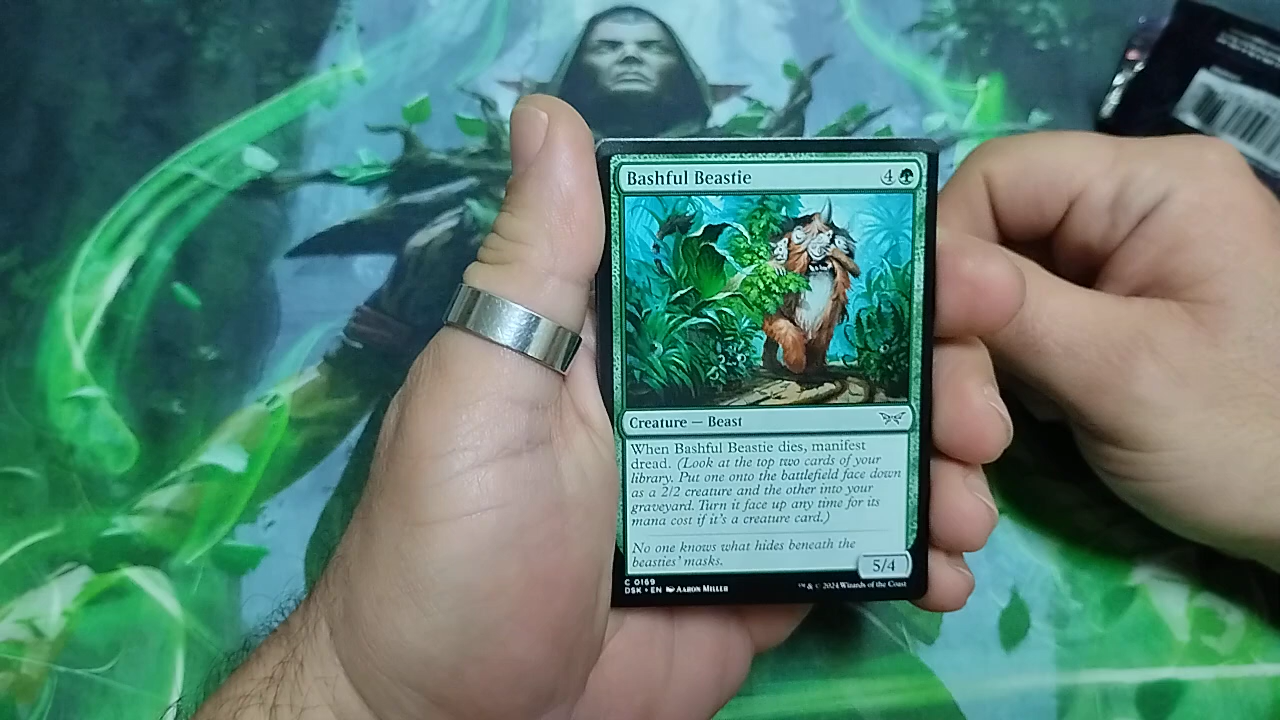 Bashful Beastie 4
Creature — Beast
When Bashful Beastie dies, manifest
dread. (Look at the top two cards of your
library. Put one onto the battlefield face down
as a 2/2 creature and the other into your
graveyard. Turn it face up any time for its
mana cost if it's a creature card.)
No one knows what hides beneath the
beasties' masks.
5/4
C 0169
DSK • EN AARON MILLER
™ & © 2024 Wizards of the Coast